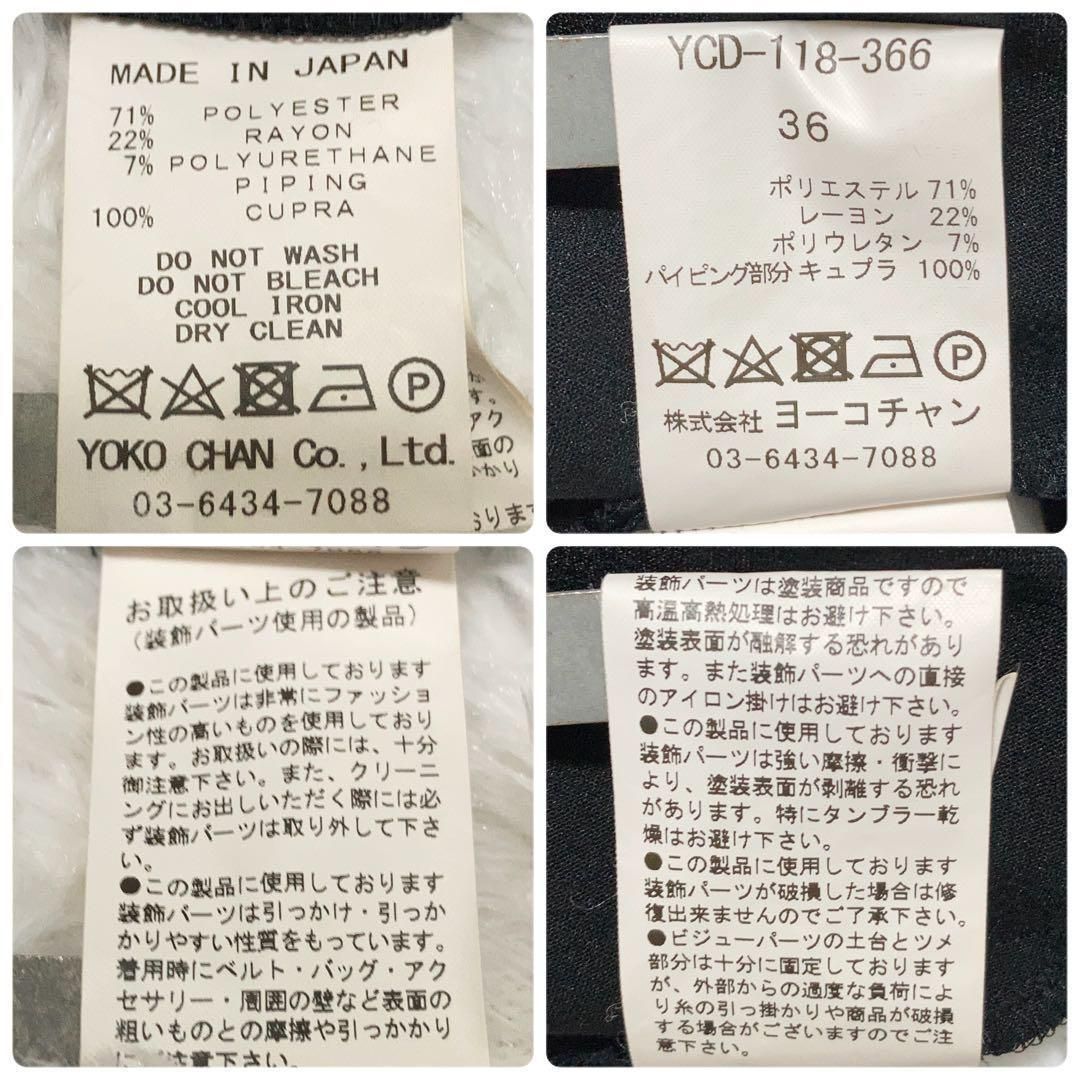 MADE IN JAPAN
71% POLYESTER
22% RAYON
7% POLYURETHANE
PIPING
100% CUPRA
DO NOT WASH
DO NOT BLEACH
COOL IRON
DRY CLEAN
P
YOKO CHAN Co.,Ltd.
03-6434-7088
YCD-118-366
36
ポリエステル 71%
レーヨン 22%
ポリウレタン 7%
パイピング部分 キュプラ 100%
P
株式会社 ヨーコチャン
03-6434-7088
お取扱い上のご注意
(装飾パーツ使用の製品)
●この製品に使用しております
装飾パーツは非常にファッショ
ン性の高いものを使用しており
ます。お取扱いの際には、十分
御注意下さい。また、クリーニ
ングにお出しいただく際には必
ず装飾パーツは取り外して下さ
い。
●この製品に使用しております
装飾パーツは引っかけ・引っか
かりやすい性質をもっています。
着用時にベルト・バッグ・アク
セサリー・周囲の壁など表面の
粗いものとの摩擦や引っかかり
にご注意下さい。
装飾パーツは塗装商品ですので
高温高熱処理はお避け下さい。
塗装表面が融解する恐れがあり
ます。また装飾パーツへの直接
のアイロン掛けはお避け下さい。
●この製品に使用しております
装飾パーツは強い摩擦・衝撃に
より、塗装表面が剥離する恐れ
があります。特にタンブラー乾
燥はお避け下さい。
●この製品に使用しております
装飾パーツが破損した場合は修
復出来ませんのでご了承下さい。
●ビジューパーツの土台とツメ
部分は十分に固定しております
が、外部からの過度な負荷によ
り糸の引っ掛かりや商品が破損
する場合がございますのでご注
意下さい。